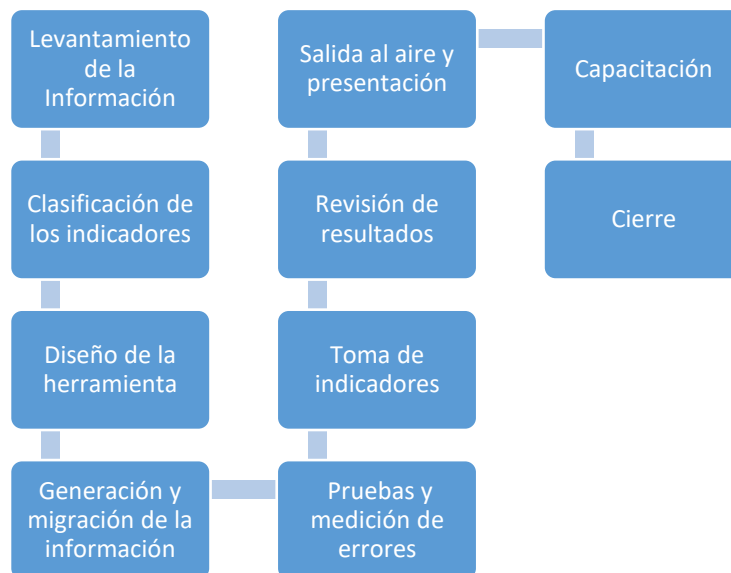 Levantamiento
de la
Información
Clasificación de
los indicadores
Diseño de la
herramienta
Generación y
migración de la
información
Pruebas y
medición de
errores
Toma de
indicadores
Revisión de
resultados
Salida al aire y
presentación
Capacitación
Cierre